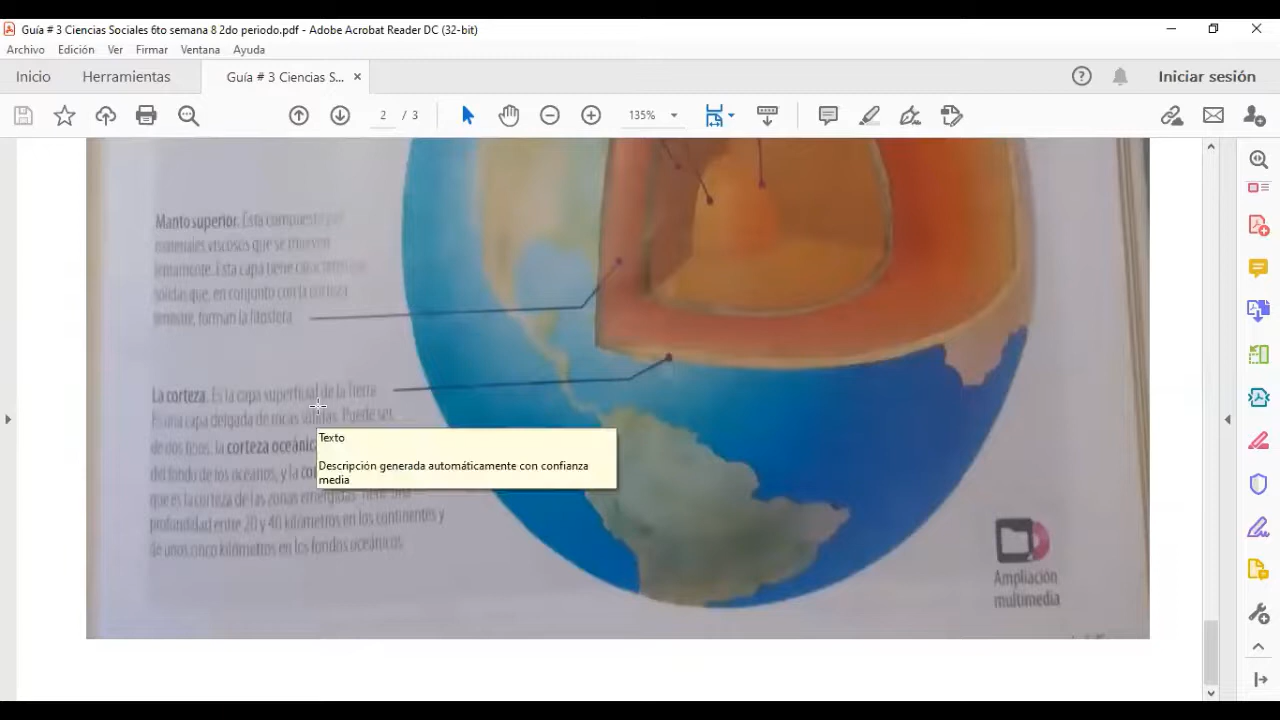 Guía # 3 Ciencias Sociales 6to semana 8 2do periodo.pdf - Adobe Acrobat Reader DC (32-bit)
Archivo Edición Ver Firmar Ventana Ayuda
Inicio Herramientas Guía # 3 Ciencias S... Iniciar sesión
2 / 3 135%
Manto superior. Está compuesto por
materiales viscosos que se mueven
lentamente. Esta capa tiene características
sólidas que, en conjunto con la corteza
terrestre, forman la litosfera.
La corteza. Es la capa superficial de la Tierra.
Es una capa delgada de rocas sólidas. Puede ser
de dos tipos, la corteza oceánica
Texto
Descripción generada automáticamente con confianza
media
del fondo de los océanos, y la
que es la corteza de las zonas emergidas. Tiene una
profundidad entre 20 y 40 kilómetros en los continentes y
de unos cinco kilómetros en los fondos oceánicos.
Ampliación
multimedia